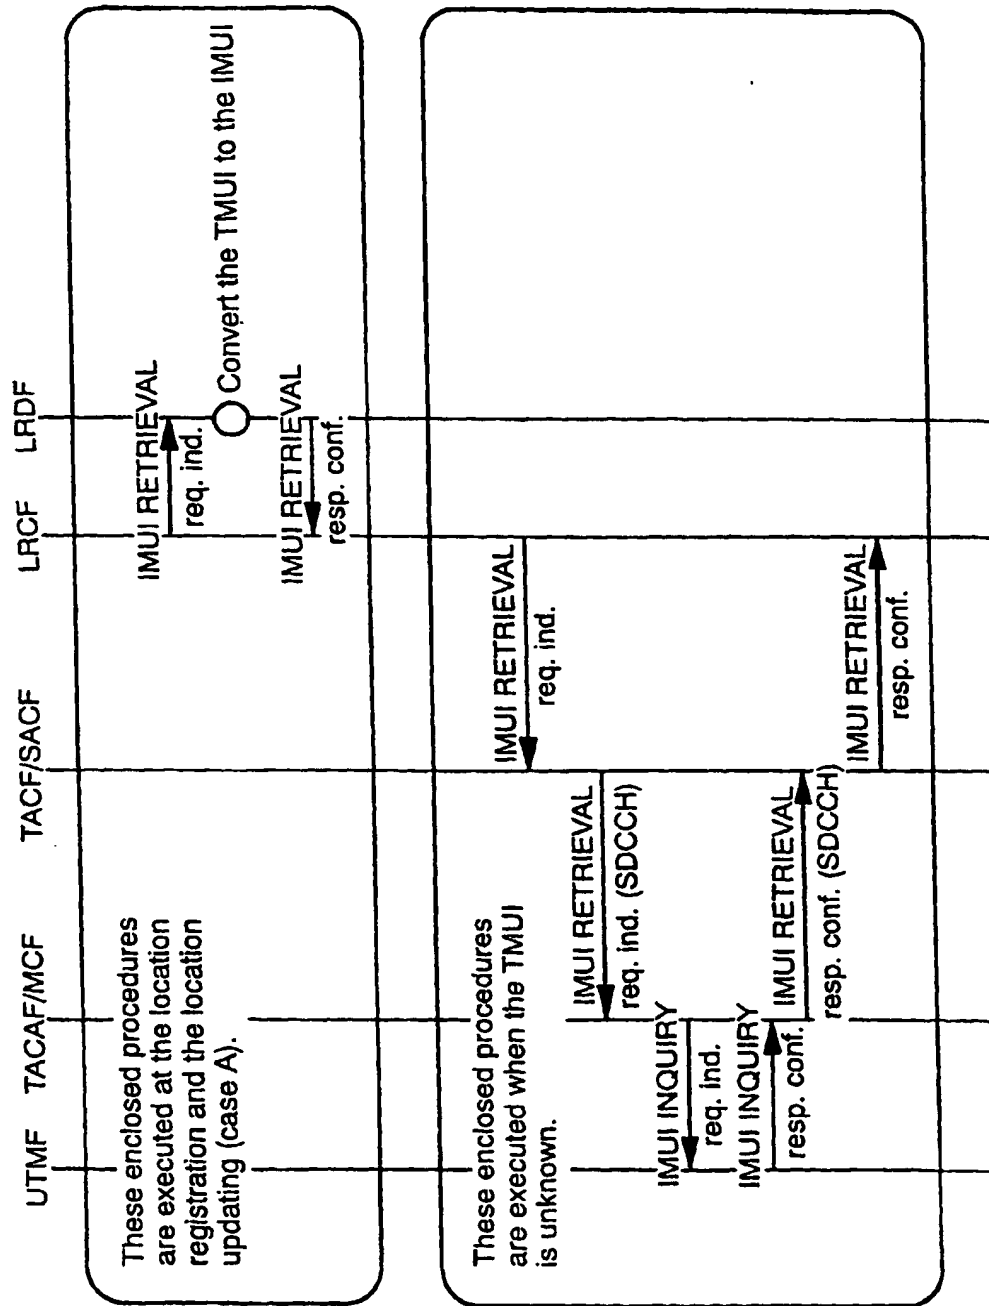 UTMF TACAF/MCF TACF/SACF LRCF LRDF
These enclosed procedures
are executed at the location
registration and the location
updating (case A).
IMUI RETRIEVAL
req. ind.
Convert the TMUI to the IMUI
IMUI RETRIEVAL
resp. conf.
These enclosed procedures
are executed when the TMUI
is unknown.
IMUI RETRIEVAL
req. ind.
IMUI RETRIEVAL
req. ind. (SDCCH)
IMUI INQUIRY
req. ind.
IMUI INQUIRY
resp. conf.
IMUI RETRIEVAL
resp. conf. (SDCCH)
IMUI RETRIEVAL
resp. conf.